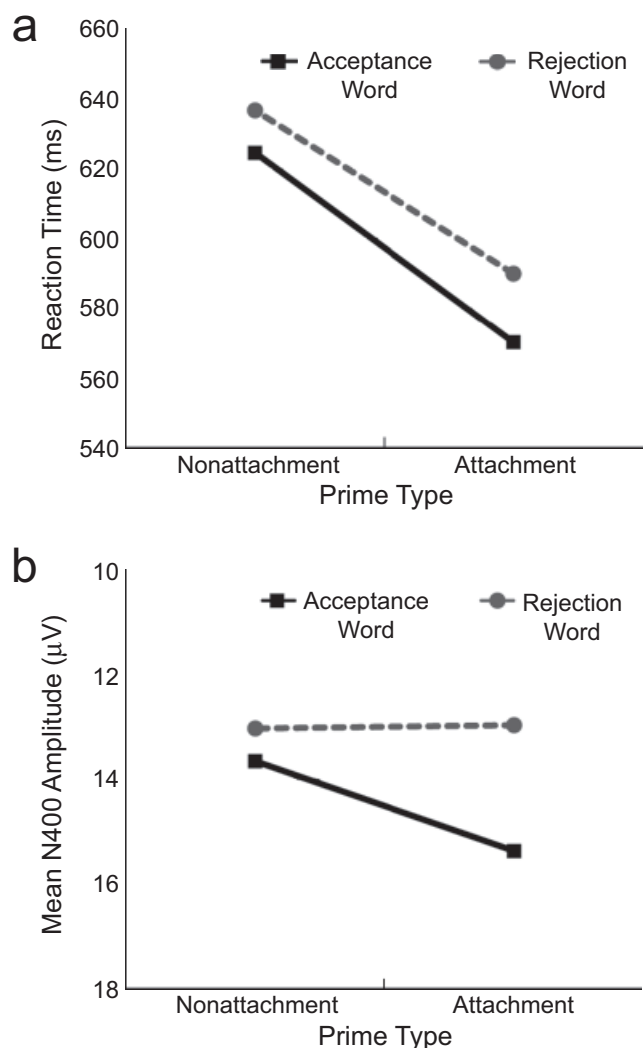 a
660
640
620
600
580
560
540
Reaction Time (ms)
Acceptance
Word
Rejection
Word
Nonattachment
Attachment
Prime Type
b
10
12
14
16
18
Mean N400 Amplitude (μV)
Acceptance
Word
Rejection
Word
Nonattachment
Attachment
Prime Type